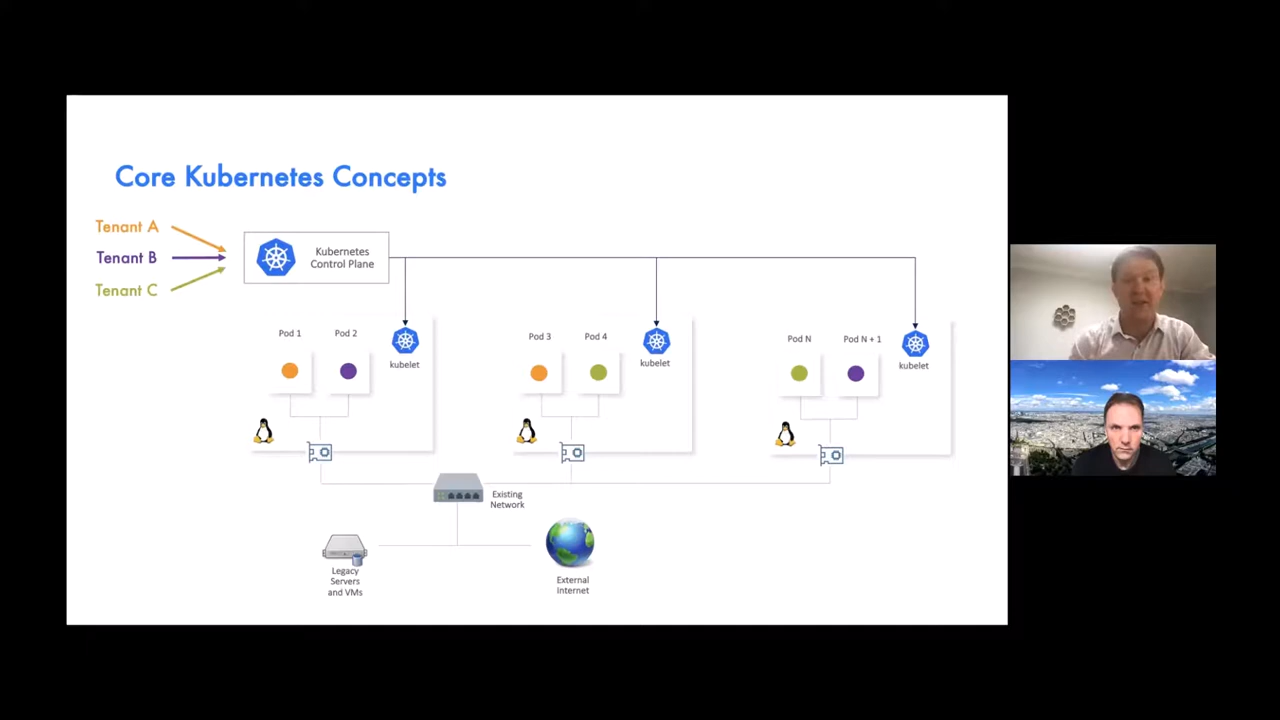 Core Kubernetes Concepts
Tenant A
Tenant B
Tenant C
Kubernetes
Control Plane
Pod 1
Pod 2
kubelet
Pod 3
Pod 4
kubelet
Pod N
Pod N + 1
kubelet
Existing
Network
Legacy
Servers
and VMs
External
Internet